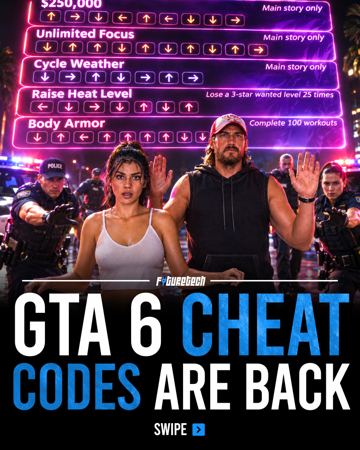 $250,000 Main story only
↑ → ↑ ↓ ↑ ↑ ↓ → ↑
Unlimited Focus Main story only
↑ → ↑ ↓ ← → ↑ ← → ↑
Cycle Weather Main story only
↓ → → ↓ → → ↑
Raise Heat Level Lose a 3-star wanted level 25 times
← ← → ↓ ↓ ↑ ↑
Body Armor Complete 100 workouts
↑ ↑ ↑ ↑ ↑ → ↑ ↓ ↑
POLICE
FUTURETECH
GTA 6 CHEAT
CODES ARE BACK
SWIPE >